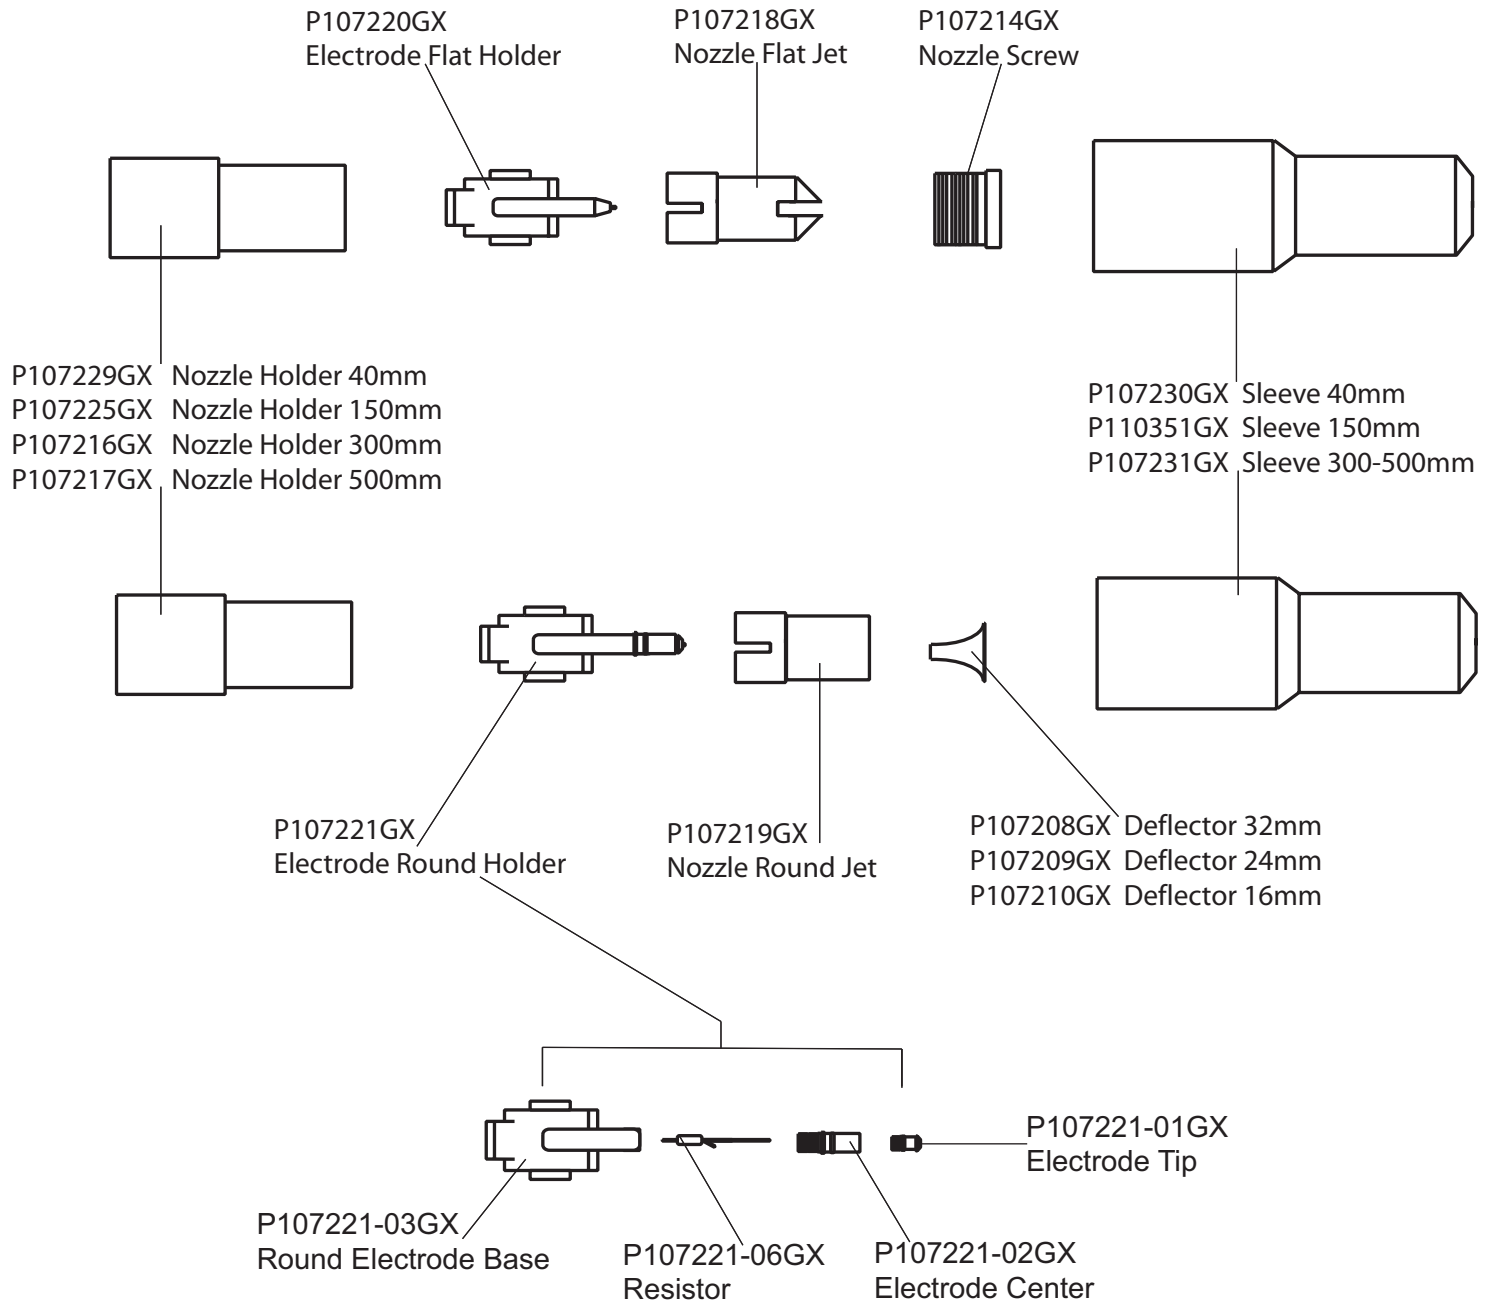 P107220GX
Electrode Flat Holder
P107218GX
Nozzle Flat Jet
P107214GX
Nozzle Screw
P107229GX Nozzle Holder 40mm
P107225GX Nozzle Holder 150mm
P107216GX Nozzle Holder 300mm
P107217GX Nozzle Holder 500mm
P107230GX Sleeve 40mm
P110351GX Sleeve 150mm
P107231GX Sleeve 300-500mm
P107221GX
Electrode Round Holder
P107219GX
Nozzle Round Jet
P107208GX Deflector 32mm
P107209GX Deflector 24mm
P107210GX Deflector 16mm
P107221-01GX
Electrode Tip
P107221-03GX
Round Electrode Base
P107221-06GX
Resistor
P107221-02GX
Electrode Center